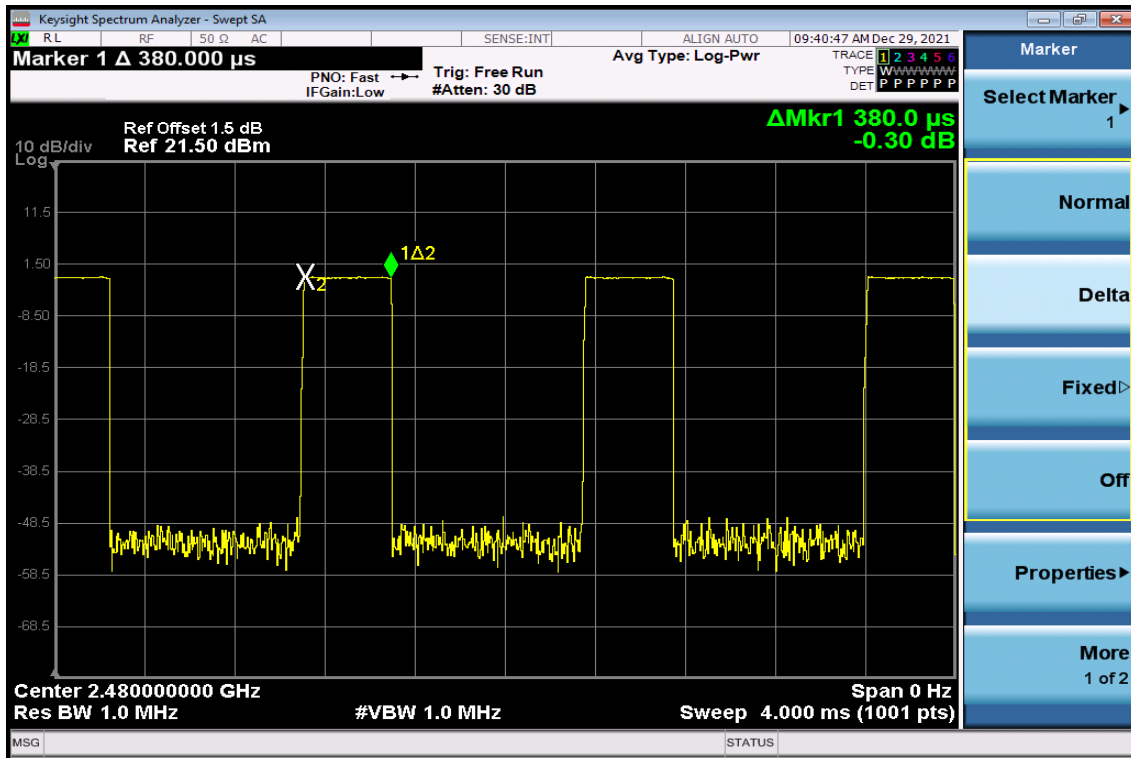 Keysight Spectrum Analyzer - Swept SA
LXI RL RF 50 Ω AC SENSE:INT ALIGN AUTO 09:40:47 AM Dec 29, 2021
Marker 1 Δ 380.000 μs
PNO: Fast
IFGain:Low
Trig: Free Run
#Atten: 30 dB
Avg Type: Log-Pwr
TRACE 1 2 3 4 5 6
TYPE WWWWWW
DET P P P P P P
ΔMkr1 380.0 μs
-0.30 dB
Ref Offset 1.5 dB
10 dB/div Ref 21.50 dBm
Log
11.5
1.50
-8.50
-18.5
-28.5
-38.5
-48.5
-58.5
-68.5
X2
1Δ2
Center 2.480000000 GHz Span 0 Hz
Res BW 1.0 MHz #VBW 1.0 MHz Sweep 4.000 ms (1001 pts)
MSG STATUS
Marker
Select Marker
1
Normal
Delta
Fixed
Off
Properties
More
1 of 2